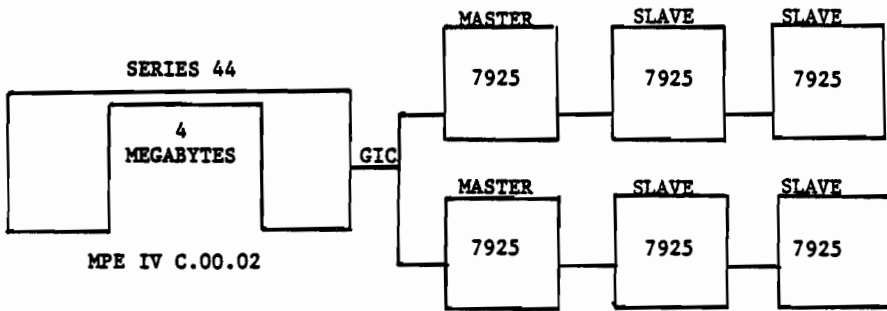 MASTER SLAVE SLAVE
SERIES 44
7925 7925 7925
4
MEGABYTES
GIC
MASTER SLAVE SLAVE
7925 7925 7925
MPE IV C.00.02